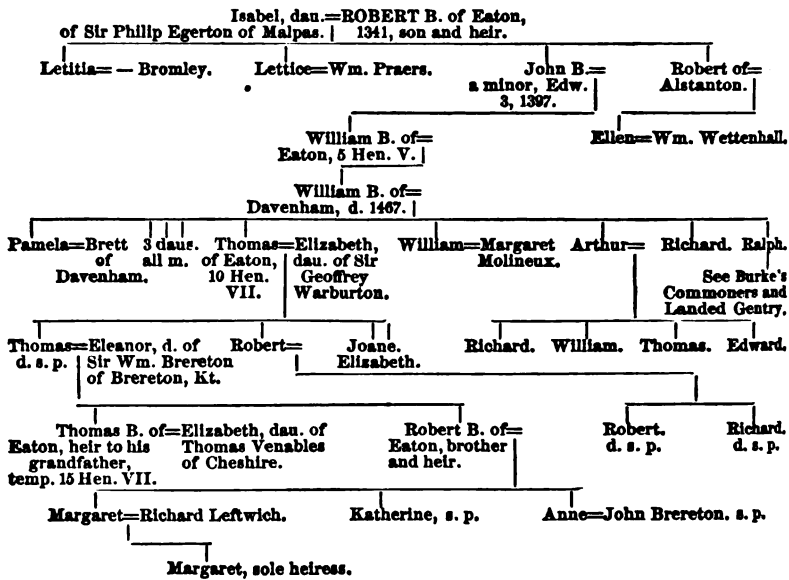 Isabel, dau.=ROBERT B. of Eaton,
of Sir Philip Egerton of Malpas. | 1341, son and heir.
Letitia= — Bromley.
Lettice=Wm. Praers.
John B.=
a minor, Edw.
3, 1397.
Robert of=
Alstanton.
William B. of=
Eaton, 5 Hen. V.
Ellen=Wm. Wettenhall.
William B. of=
Davenham, d. 1467.
Pamela=Brett
of
Davenham.
3 daus.
all m.
Thomas=Elizabeth,
of Eaton, dau. of Sir
10 Hen. Geoffrey
VII. Warburton.
William=Margaret
Molineux.
Arthur=
Richard.
Ralph.
See Burke's
Commoners and
Landed Gentry.
Thomas=Eleanor, d. of
d. s. p. Sir Wm. Brereton
of Brereton, Kt.
Robert=
Joane.
Elizabeth.
Richard. William. Thomas. Edward.
Thomas B. of=Elizabeth, dau. of
Eaton, heir to his Thomas Venables
grandfather, of Cheshire.
temp. 15 Hen. VII.
Robert B. of=
Eaton, brother
and heir.
Robert.
d. s. p.
Richard.
d. s. p.
Margaret=Richard Leftwich.
Katherine, s. p.
Anne=John Brereton. s. p.
Margaret, sole heiress.